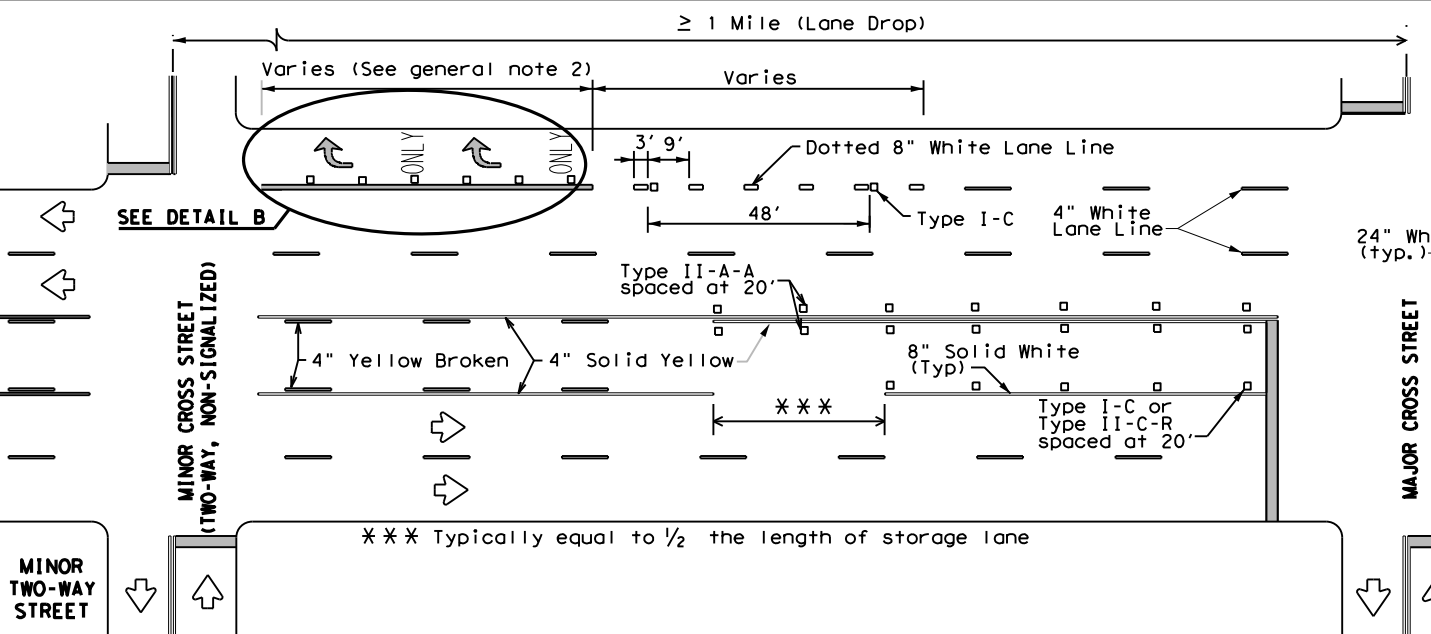 ≥ 1 Mile (Lane Drop)
Varies (See general note 2)
Varies
ONLY
ONLY
3' 9'
Dotted 8" White Lane Line
SEE DETAIL B
48'
Type I-C
4" White
Lane Line
24" Wh
(typ.)
Type II-A-A
spaced at 20'
4" Yellow Broken
4" Solid Yellow
8" Solid White
(Typ)
***
Type I-C or
Type II-C-R
spaced at 20'
MINOR CROSS STREET
(TWO-WAY, NON-SIGNALIZED)
MAJOR CROSS STREET
*** Typically equal to ½ the length of storage lane
MINOR
TWO-WAY
STREET